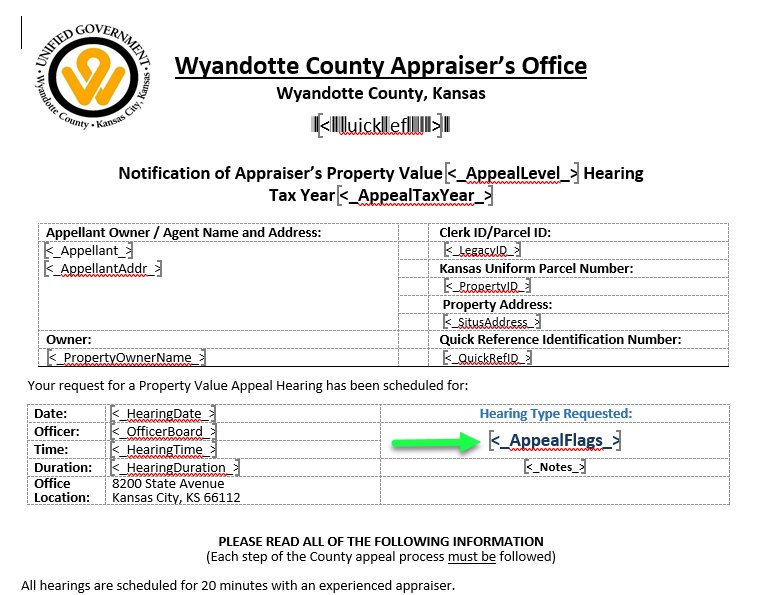 UNIFIED GOVERNMENT
Wyandotte County • Kansas City, Kansas
Wyandotte County Appraiser's Office
Wyandotte County, Kansas
[<uickRef>]
Notification of Appraiser's Property Value[<_AppealLevel_>] Hearing
Tax Year[<_AppealTaxYear_>]
Appellant Owner / Agent Name and Address:
[<_Appellant_>]
[<_AppellantAddr_>]
Clerk ID/Parcel ID:
[<_LegacyID_>]
Kansas Uniform Parcel Number:
[<_PropertyID_>]
Property Address:
[<_SitusAddress_>]
Owner:
[<_PropertyOwnerName_>]
Quick Reference Identification Number:
[<_QuickRefID_>]
Your request for a Property Value Appeal Hearing has been scheduled for:
Date: [<_HearingDate_>]
Officer: [<_OfficerBoard_>]
Time: [<_HearingTime_>]
Duration: [<_HearingDuration_>]
Office Location: 8200 State Avenue
Kansas City, KS 66112
Hearing Type Requested:
[<_AppealFlags_>]
[<_Notes_>]
PLEASE READ ALL OF THE FOLLOWING INFORMATION
(Each step of the County appeal process must be followed)
All hearings are scheduled for 20 minutes with an experienced appraiser.